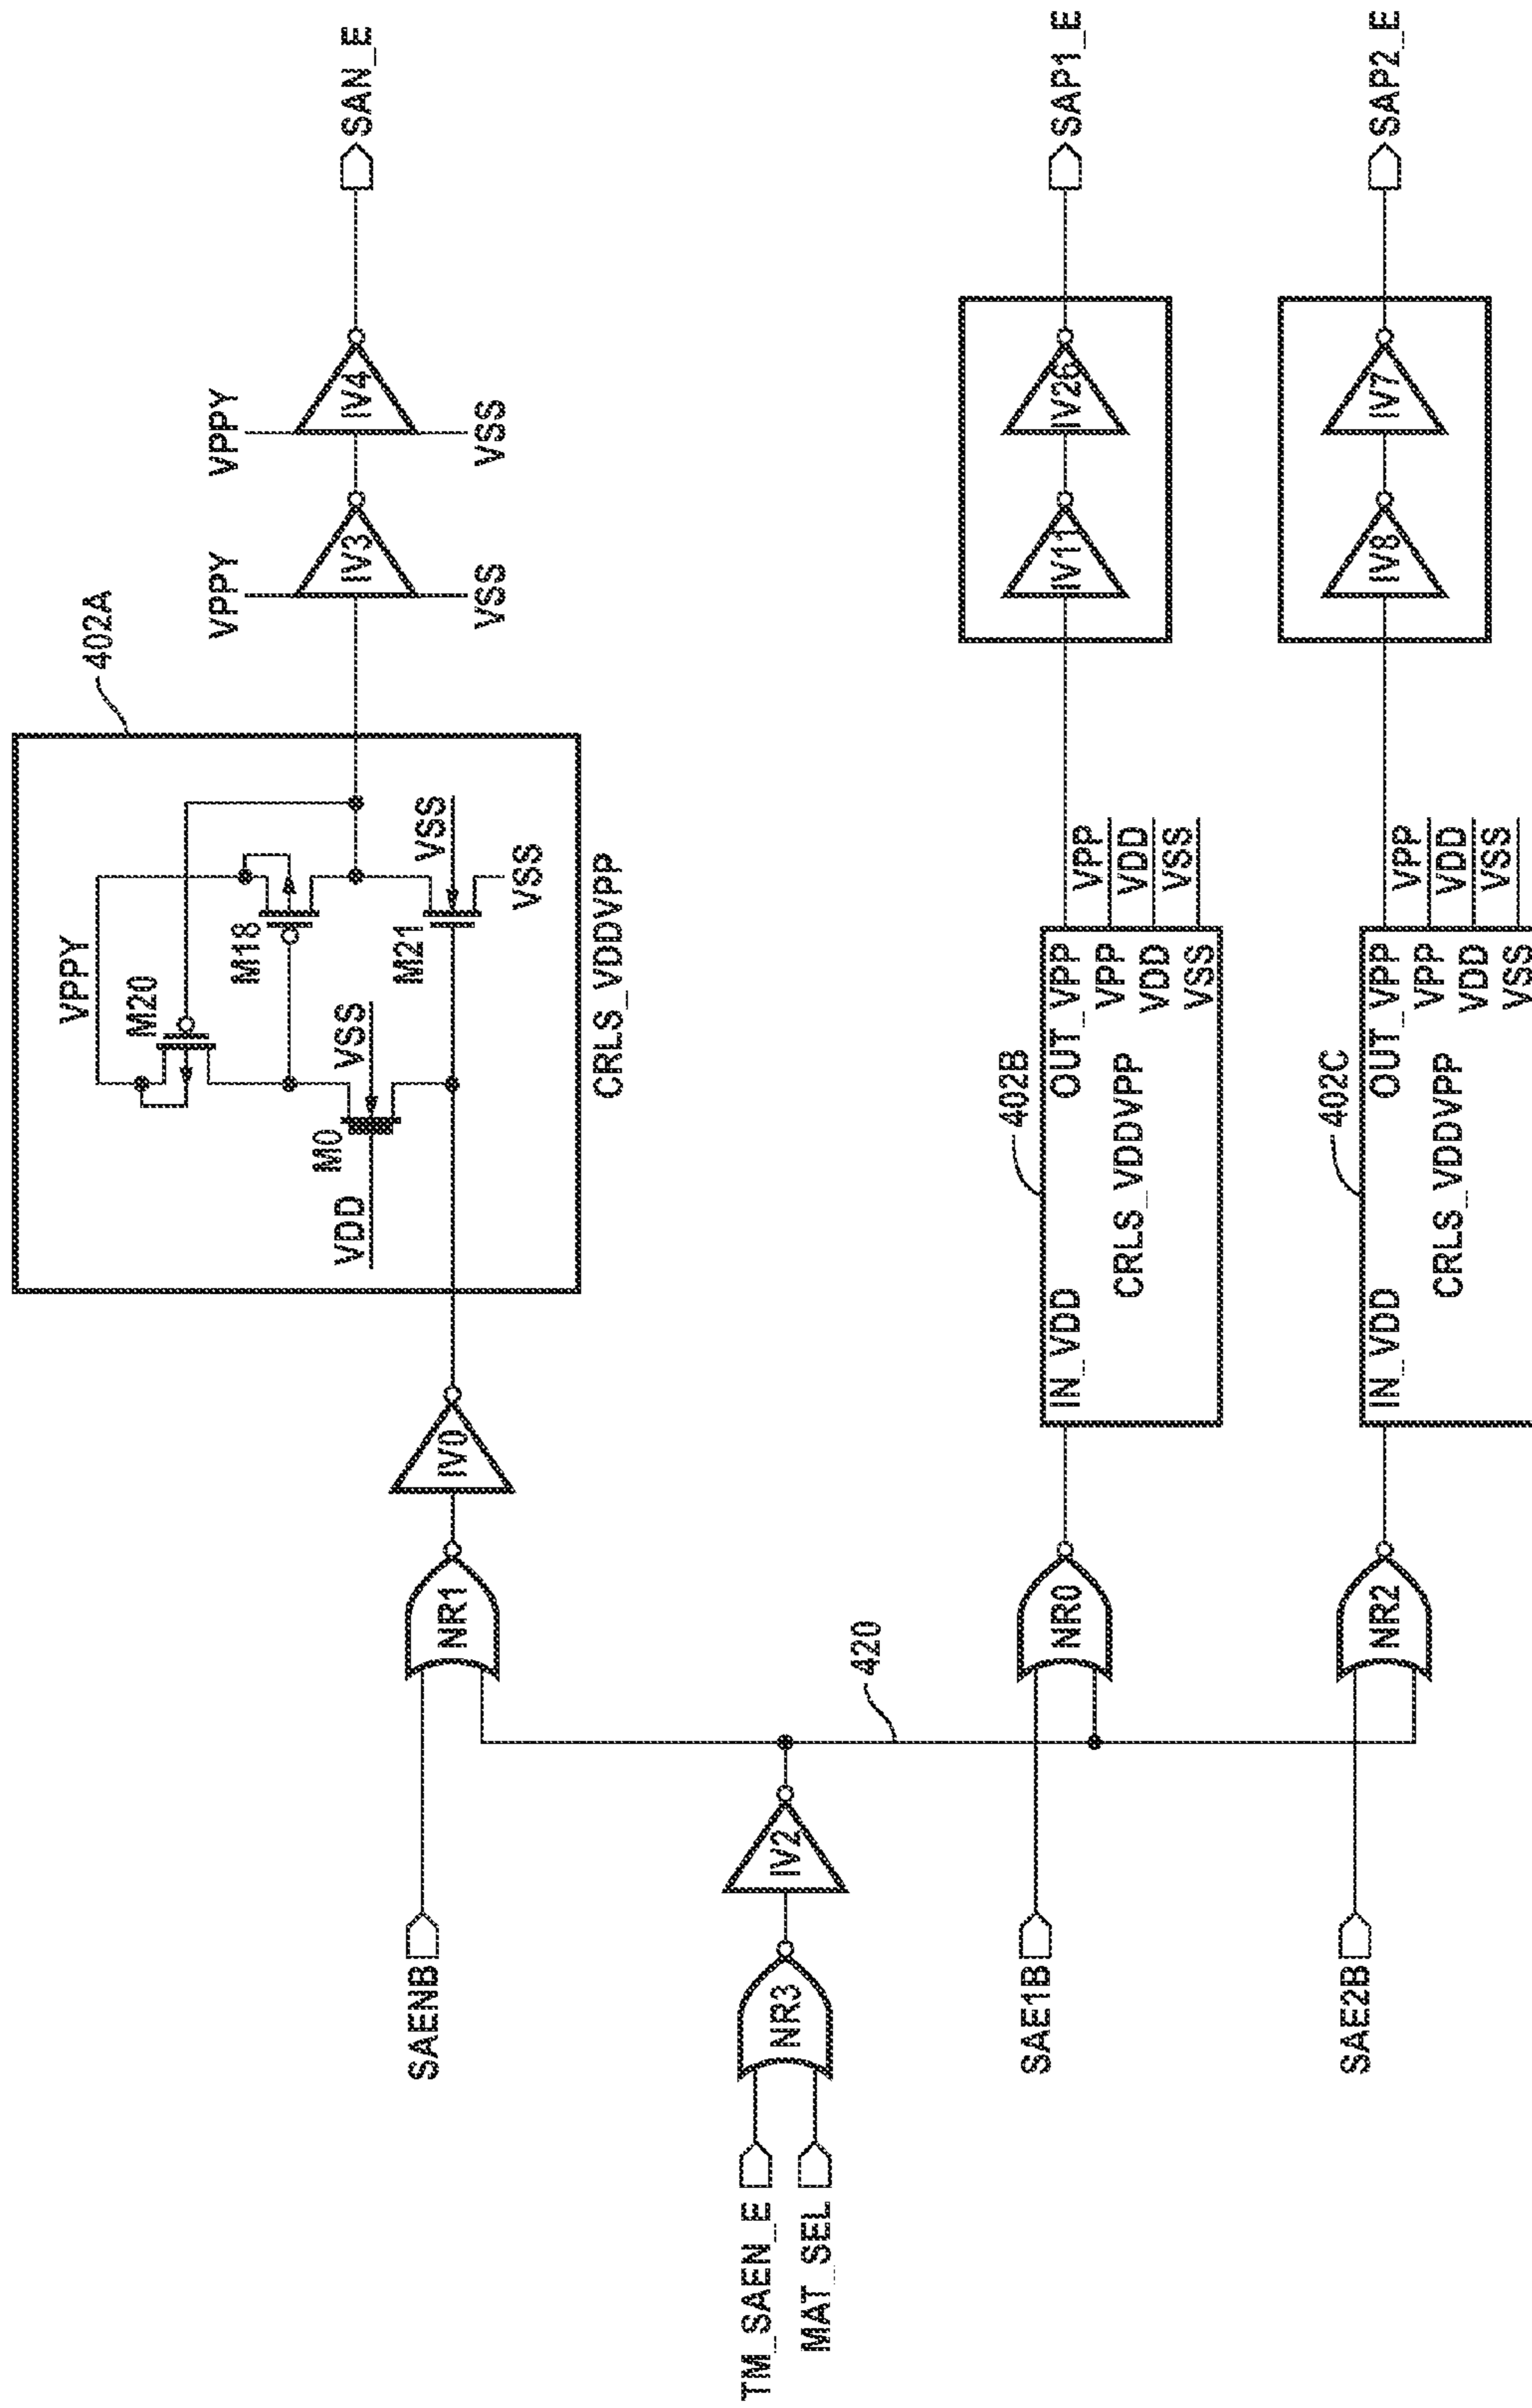 402A
VPPY
M20
M18
M0
VDD
VSS
M21
VSS
VSS
CRLS_VDDVPP
VPPY
IV3
VSS
VPPY
IV4
VSS
SAN_E
SAENB
NR1
IV0
TM_SAEN_E
MAT_SEL
NR3
IV2
420
SAE1B
NR0
402B
IN_VDD
OUT_VPP
VPP
VDD
VSS
CRLS_VDDVPP
VPP
VDD
VSS
IV11
IV26
SAP1_E
SAE2B
NR2
402C
IN_VDD
OUT_VPP
VPP
VDD
VSS
CRLS_VDDVPP
VPP
VDD
VSS
IV8
IV7
SAP2_E